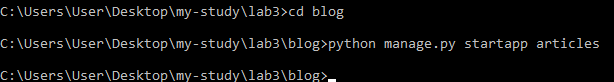 C:\Users\User\Desktop\my-study\lab3>cd blog
C:\Users\User\Desktop\my-study\lab3\blog>python manage.py startapp articles
C:\Users\User\Desktop\my-study\lab3\blog>